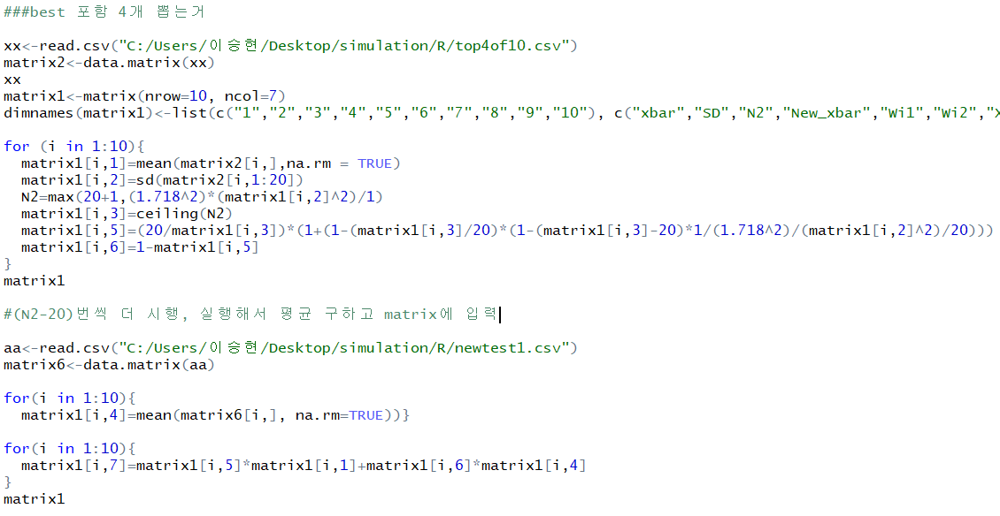 ###best 포함 4개 뽑는거
xx<-read.csv("C:/Users/이승현/Desktop/simulation/R/top4of10.csv")
matrix2<-data.matrix(xx)
xx
matrix1<-matrix(nrow=10, ncol=7)
dimnames(matrix1)<-list(c("1","2","3","4","5","6","7","8","9","10"), c("xbar","SD","N2","New_xbar","Wi1","Wi2","X
for (i in 1:10){
matrix1[i,1]=mean(matrix2[i,],na.rm = TRUE)
matrix1[i,2]=sd(matrix2[i,1:20])
N2=max(20+1,(1.718^2)*(matrix1[i,2]^2)/1)
matrix1[i,3]=ceiling(N2)
matrix1[i,5]=(20/matrix1[i,3])*(1+(1-(matrix1[i,3]/20)*(1-(matrix1[i,3]-20)*1/(1.718^2)/(matrix1[i,2]^2)/20)))
matrix1[i,6]=1-matrix1[i,5]
}
matrix1
#(N2-20)번씩 더 시행, 실행해서 평균 구하고 matrix에 입력
aa<-read.csv("C:/Users/이승현/Desktop/simulation/R/newtest1.csv")
matrix6<-data.matrix(aa)
for(i in 1:10){
matrix1[i,4]=mean(matrix6[i,], na.rm=TRUE))}
for(i in 1:10){
matrix1[i,7]=matrix1[i,5]*matrix1[i,1]+matrix1[i,6]*matrix1[i,4]
}
matrix1